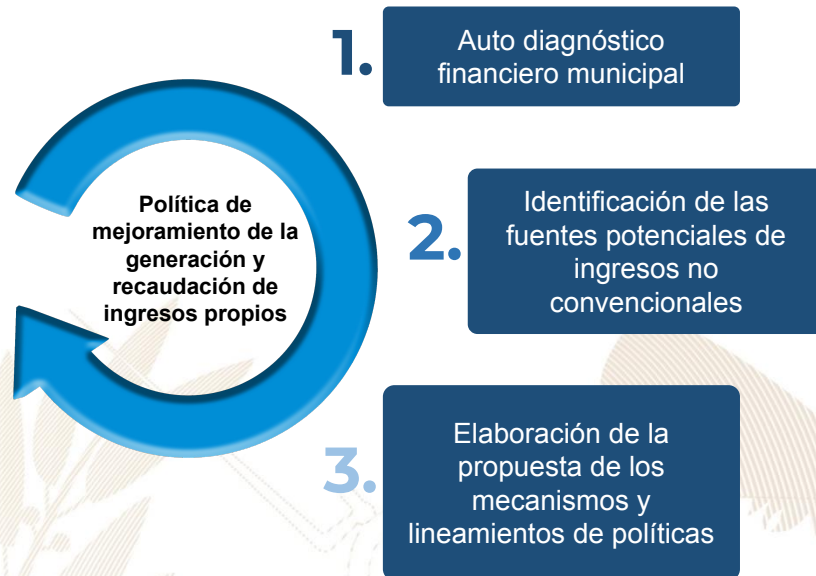 Política de
mejoramiento de la
generación y
recaudación de
ingresos propios
1.
Auto diagnóstico
financiero municipal
2.
Identificación de las
fuentes potenciales de
ingresos no
convencionales
3.
Elaboración de la
propuesta de los
mecanismos y
lineamientos de políticas